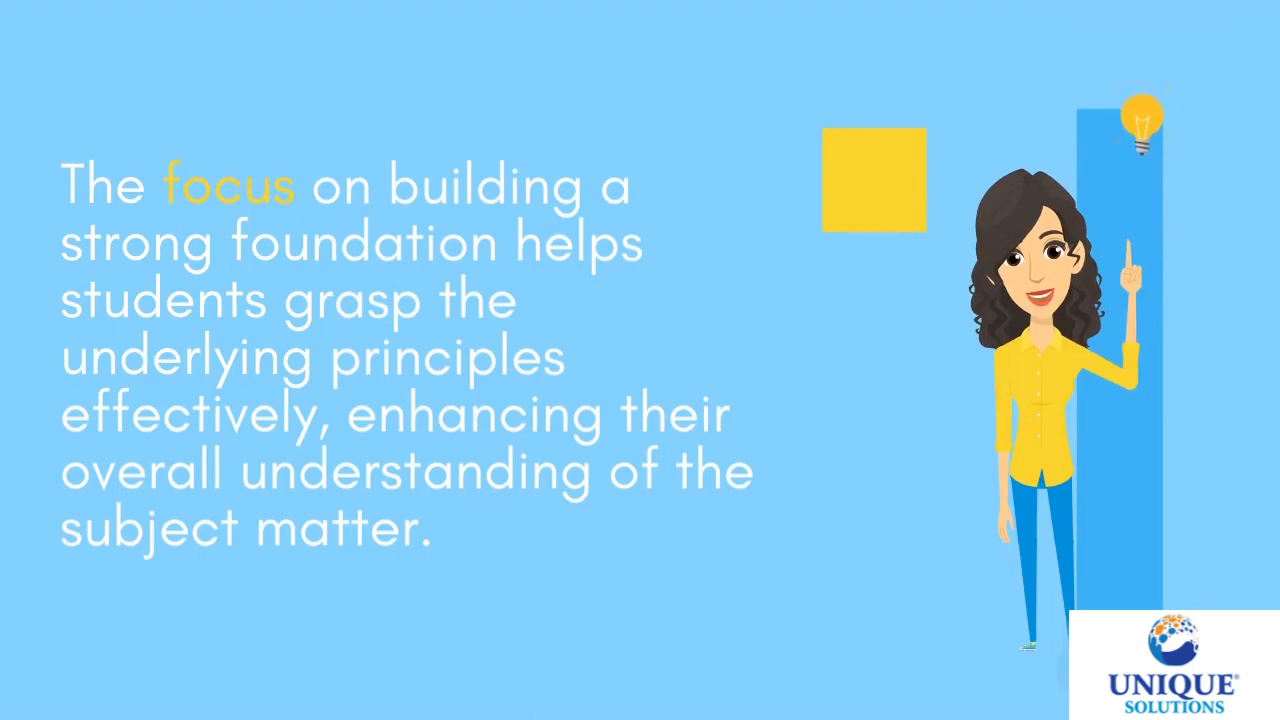 The focus on building a
strong foundation helps
students grasp the
underlying principles
effectively, enhancing their
overall understanding of the
subject matter.
UNIQUE®
SOLUTIONS